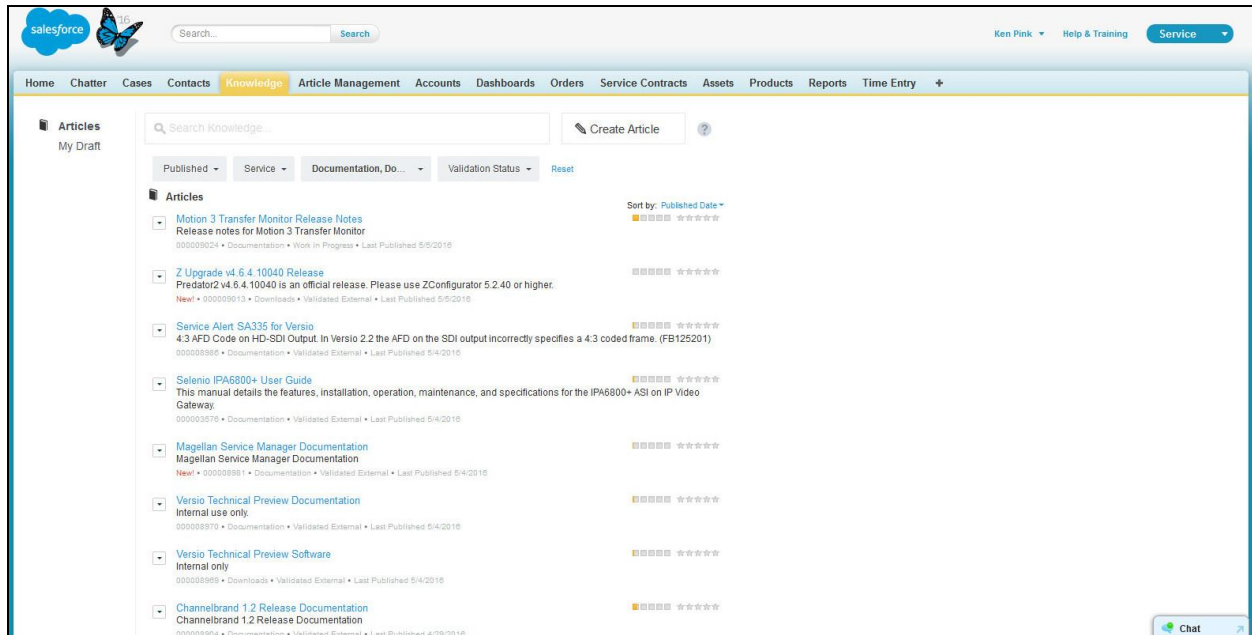 salesforce
'16
Search...
Search
Ken Pink
Help & Training
Service
Home Chatter Cases Contacts Knowledge Article Management Accounts Dashboards Orders Service Contracts Assets Products Reports Time Entry +
Articles
My Draft
Search Knowledge...
Create Article
?
Published
Service
Documentation, Do...
Validation Status
Reset
Articles
Sort by: Published Date
Motion 3 Transfer Monitor Release Notes
Release notes for Motion 3 Transfer Monitor
000009024 • Documentation • Work in Progress • Last Published 5/5/2016
Z Upgrade v4.6.4.10040 Release
Predator2 v4.6.4.10040 is an official release. Please use ZConfigurator 5.2.40 or higher.
New! • 000009013 • Downloads • Validated External • Last Published 5/5/2016
Service Alert SA335 for Versio
4:3 AFD Code on HD-SDI Output. In Versio 2.2 the AFD on the SDI output incorrectly specifies a 4:3 coded frame. (FB125201)
000008986 • Documentation • Validated External • Last Published 5/4/2016
Selenio IPA6800+ User Guide
This manual details the features, installation, operation, maintenance, and specifications for the IPA6800+ ASI on IP Video
Gateway.
000003576 • Documentation • Validated External • Last Published 5/4/2016
Magellan Service Manager Documentation
Magellan Service Manager Documentation
New! • 000008981 • Documentation • Validated External • Last Published 5/4/2016
Versio Technical Preview Documentation
Internal use only.
000008970 • Documentation • Validated External • Last Published 5/4/2016
Versio Technical Preview Software
Internal only
000008969 • Downloads • Validated External • Last Published 5/4/2016
Channelbrand 1.2 Release Documentation
Channelbrand 1.2 Release Documentation
000008904 • Documentation • Validated External • Last Published 4/29/2016
Chat